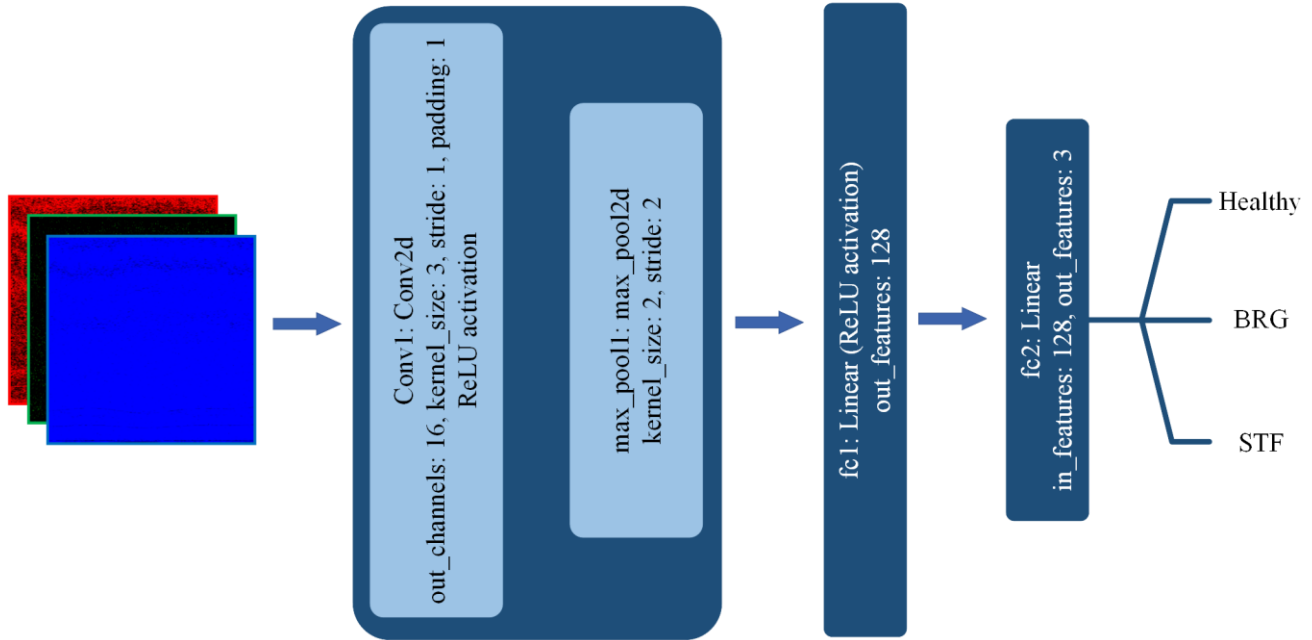 Conv1: Conv2d
out_channels: 16, kernel_size: 3, stride: 1, padding: 1
ReLU activation
max_pool1: max_pool2d
kernel_size: 2, stride: 2
fc1: Linear (ReLU activation)
out_features: 128
fc2: Linear
in_features: 128, out_features: 3
Healthy
BRG
STF